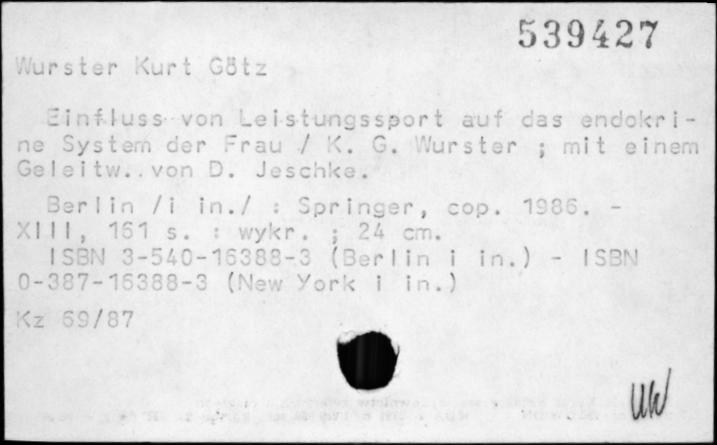 539427
Wurster Kurt Götz
Einfluss von Leistungssport auf das endokri-
ne System der Frau / K. G. Wurster ; mit einem
Geleitw.. von D. Jeschke.
Berlin /i in./ : Springer, cop. 1986. -
XIII, 161 s. : wykr. ; 24 cm.
ISBN 3-540-16388-3 (Berlin i in.) - ISBN
0-387-16388-3 (New York i in.)
Kz 69/87